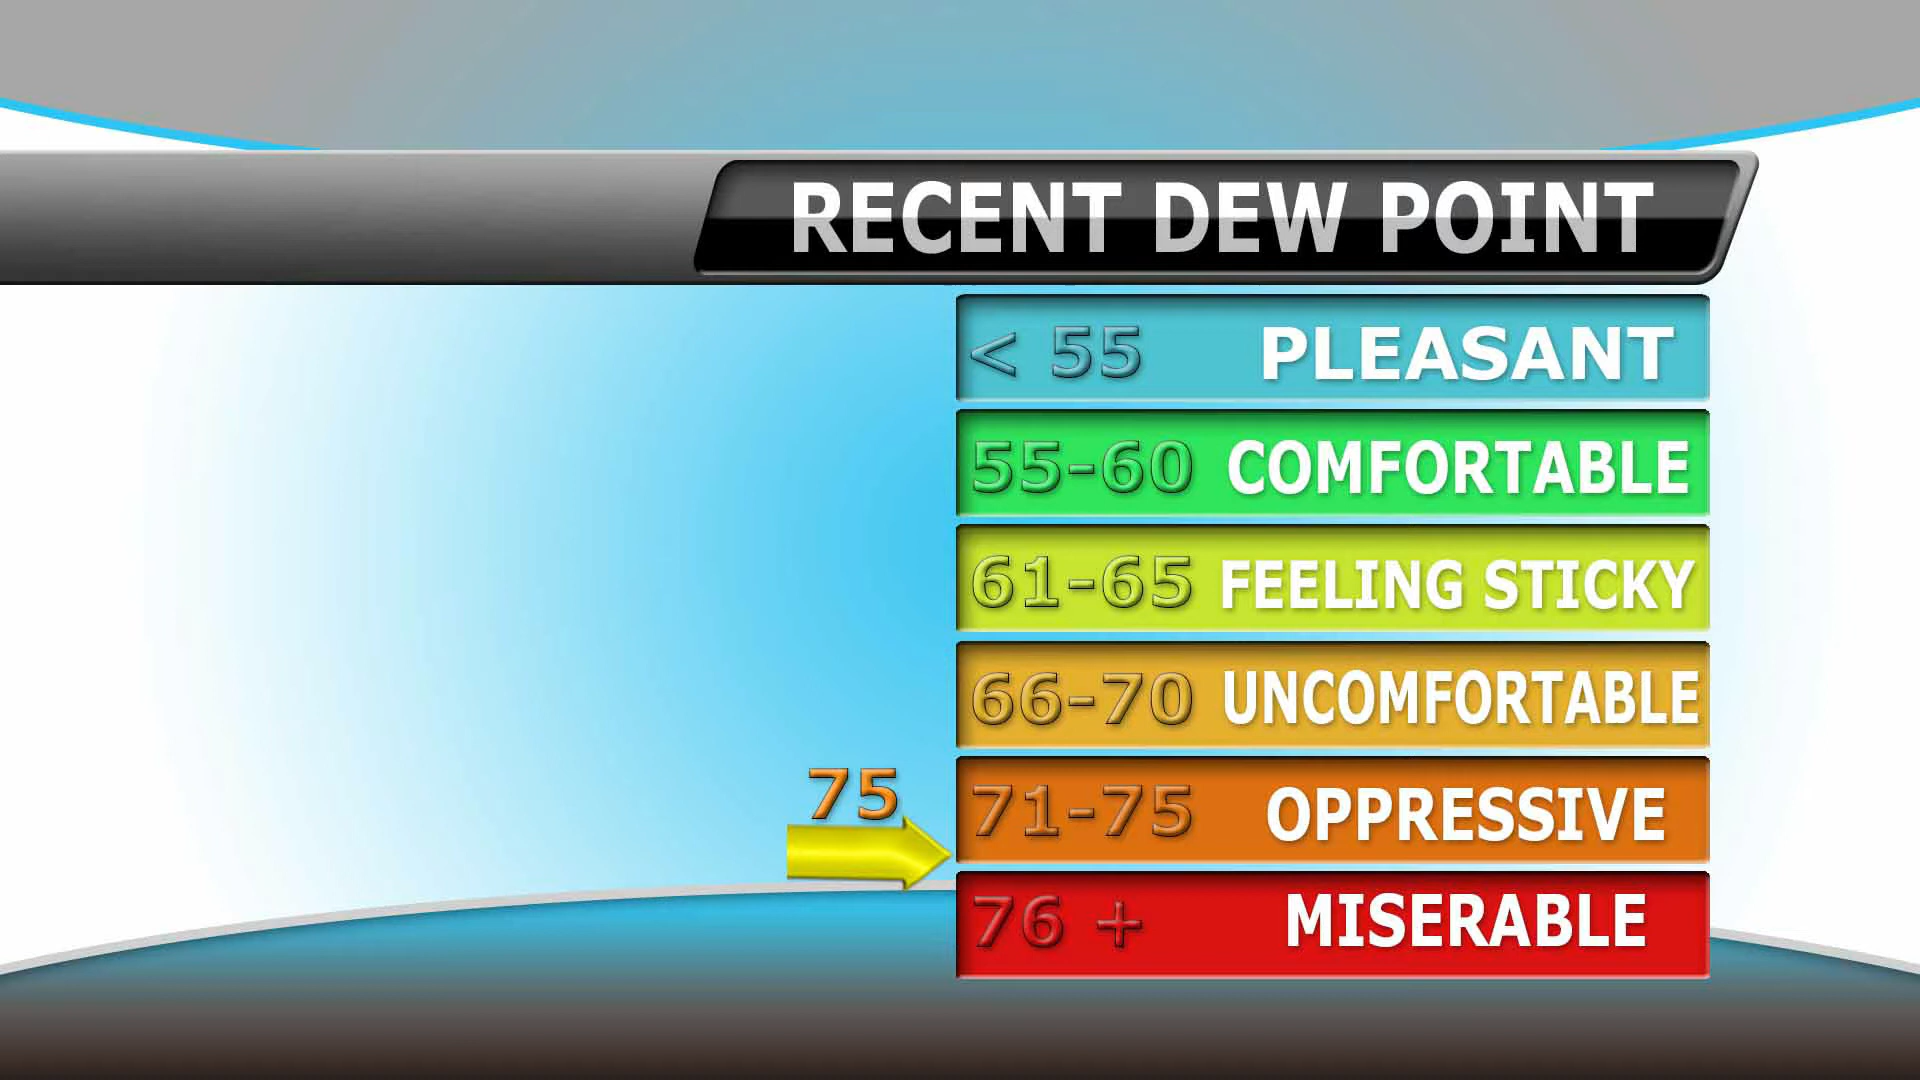 RECENT DEW POINT
< 55 PLEASANT
55-60 COMFORTABLE
61-65 FEELING STICKY
66-70 UNCOMFORTABLE
75
71-75 OPPRESSIVE
76 + MISERABLE